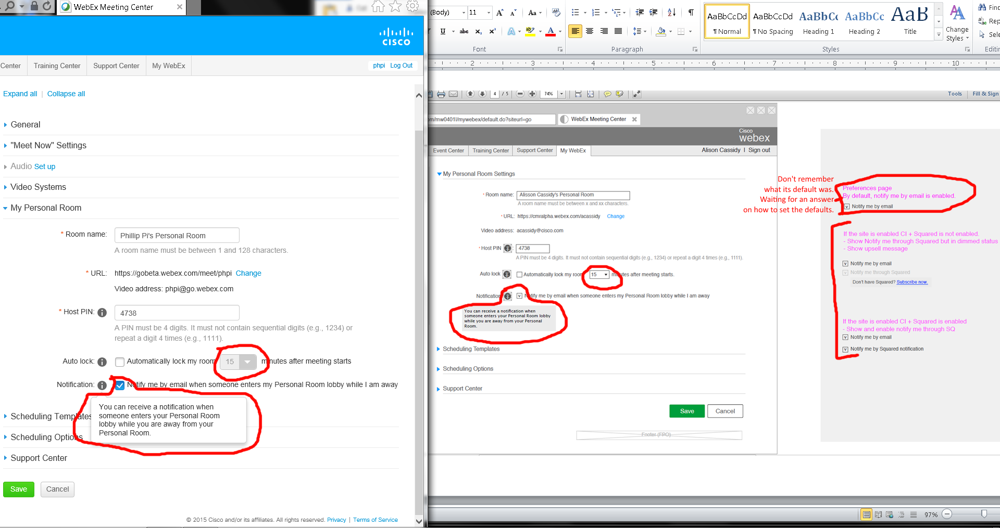 WebEx Meeting Center
CISCO
Center
Training Center
Support Center
My WebEx
phpi
Log Out
Expand all | Collapse all
General
"Meet Now" Settings
Audio Set up
Video Systems
My Personal Room
* Room name: Phillip Pi's Personal Room
A room name must be between 1 and 128 characters.
* URL: https://gobeta.webex.com/meet/phpi Change
Video address: phpi@go.webex.com
* Host PIN: 4738
A PIN must be 4 digits. It must not contain sequential digits (e.g., 1234) or
repeat a digit 4 times (e.g., 1111).
Auto lock: Automatically lock my room 15 minutes after meeting starts
Notification: Notify me by email when someone enters my Personal Room lobby while I am away
You can receive a notification when
someone enters your Personal Room
lobby while you are away from your
Personal Room.
Scheduling Templates
Scheduling Options
Support Center
Save
Cancel
© 2015 Cisco and/or its affiliates. All rights reserved. Privacy | Terms of Service
(Body) 11
Font
Paragraph
AaBbCcDd AaBbCcDd AaBbCc AaBbCc AaB
¶ Normal ¶ No Spacing Heading 1 Heading 2 Title
Change
Styles
Styles
Find
Rep
Sele
Editin
2 3 4 5 6 7 8 9 10
4 / 5 74%
Tools Fill & Sign
om/mw0401l/mywebex/default.do?siteurl=go
WebEx Meeting Center
Cisco
webex
Event Center Training Center Support Center My WebEx
Alison Cassidy | Sign out
My Personal Room Settings
* Room name: Alisson Cassidy's Personal Room
A room name must be between x and xx characters.
* URL: https://cmralpha.webex.com/acassidy Change
Video address: acassidy@cisco.com
* Host PIN : 4738
A PIN must be 4 digits. It must not contain sequential digits (e.g., 1234) or repeat a digit 4 times (e.g., 1111).
Auto lock Automatically lock my room 15 minutes after meeting starts.
Notification Notify me by email when someone enters my Personal Room lobby while I am away
You can receive a notification when
someone enters your Personal Room lobby
while you are away from your Personal
Room.
Scheduling Templates
Scheduling Options
Support Center
Save
Cancel
Footer (FPO)
Don't remember
what its default was.
Waiting for an answer
on how to set the defaults.
Preferences page
By default, notify me by email is enabled.
v Notify me by email
If the site is enabled CI + Squared is not enabled.
- Show Notify me through Squared but in dimmed status
- Show upsell message
v Notify me by email
v Notify me through Squared
Don't have Squared? Subscribe now.
If the site is enabled CI + Squared is enabled
- Show and enable notify me through SQ
v Notify me by email
v Notify me by Squared notification
97%